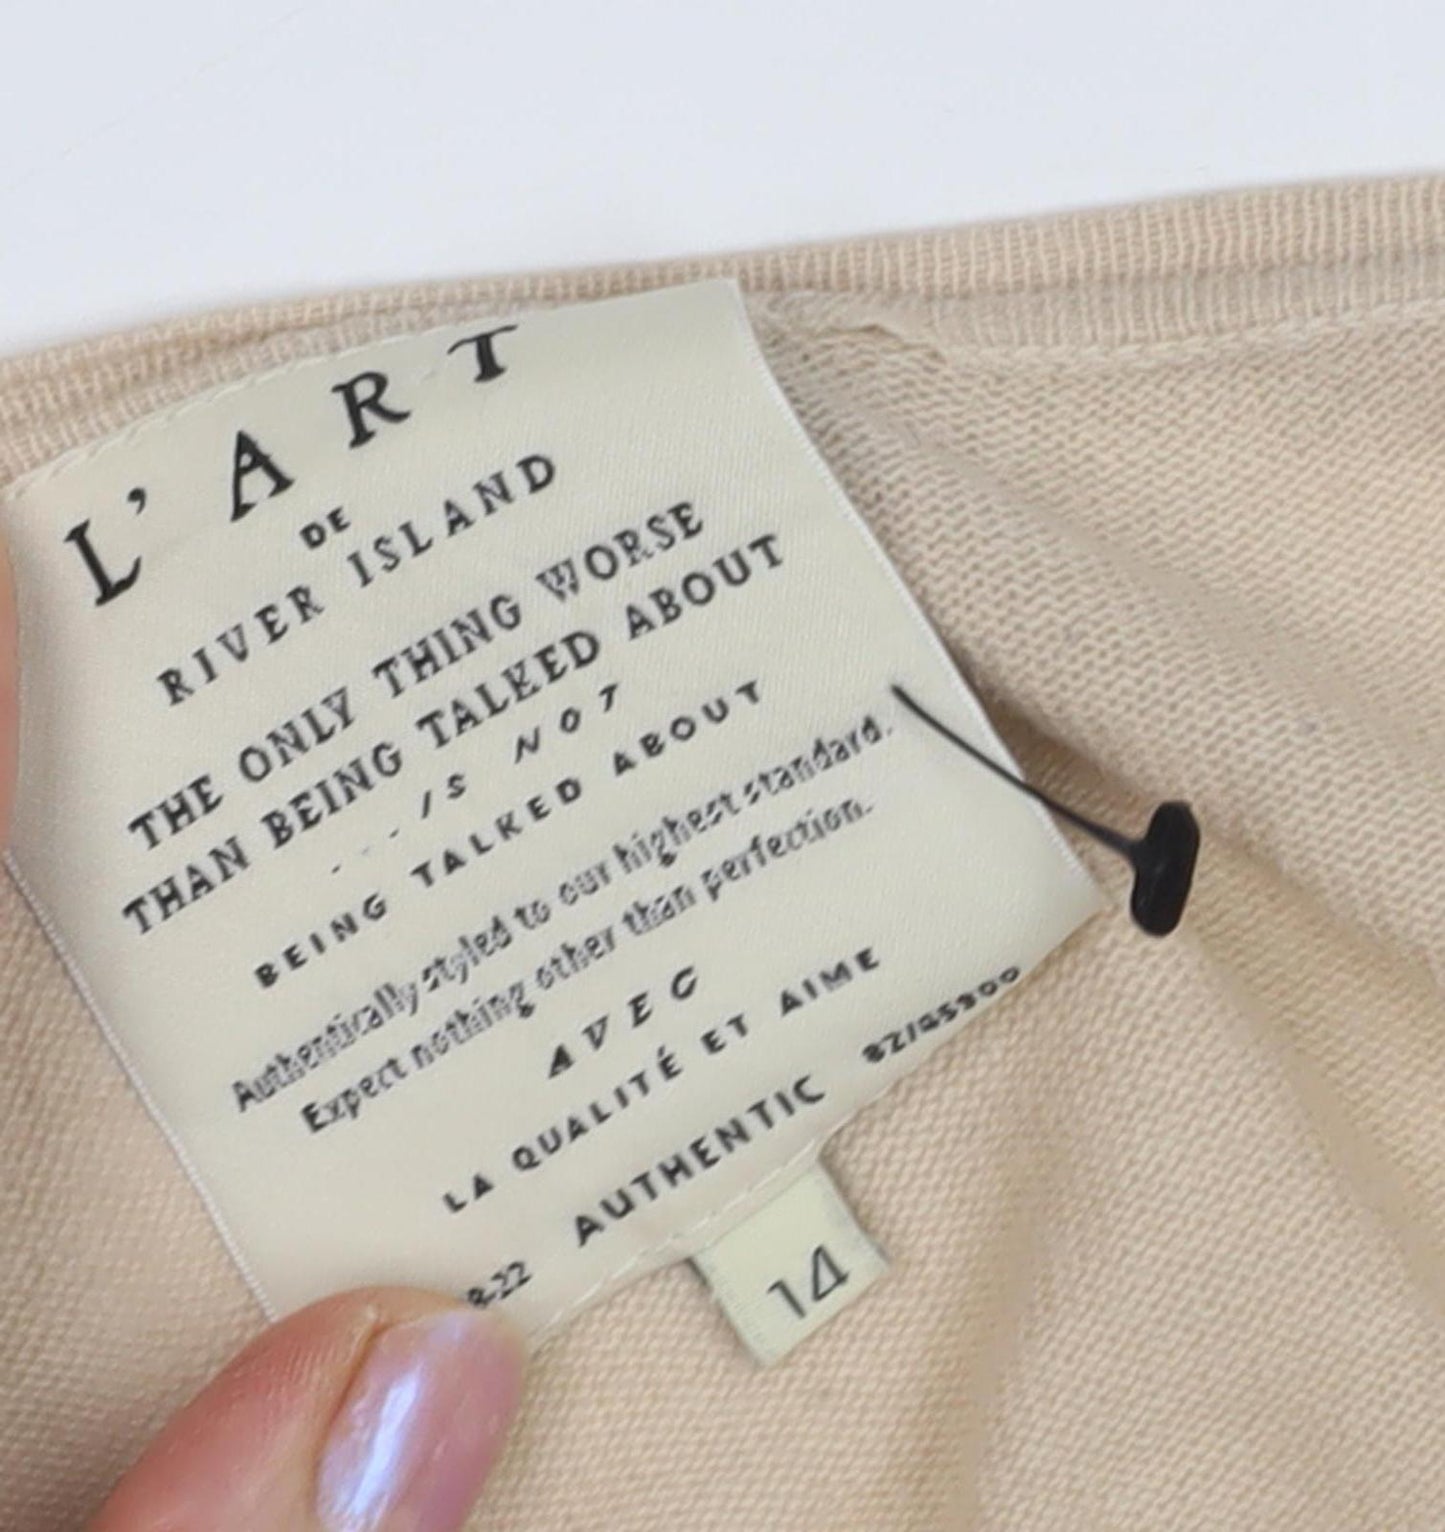 L'ART
DE
RIVER ISLAND
THE ONLY THING WORSE
THAN BEING TALKED ABOUT
...IS NOT
BEING TALKED ABOUT
Authentically styled to our highest standard.
Expect nothing other than perfection.
AVEC
LA QUALITÉ ET AIME
AUTHENTIC
14